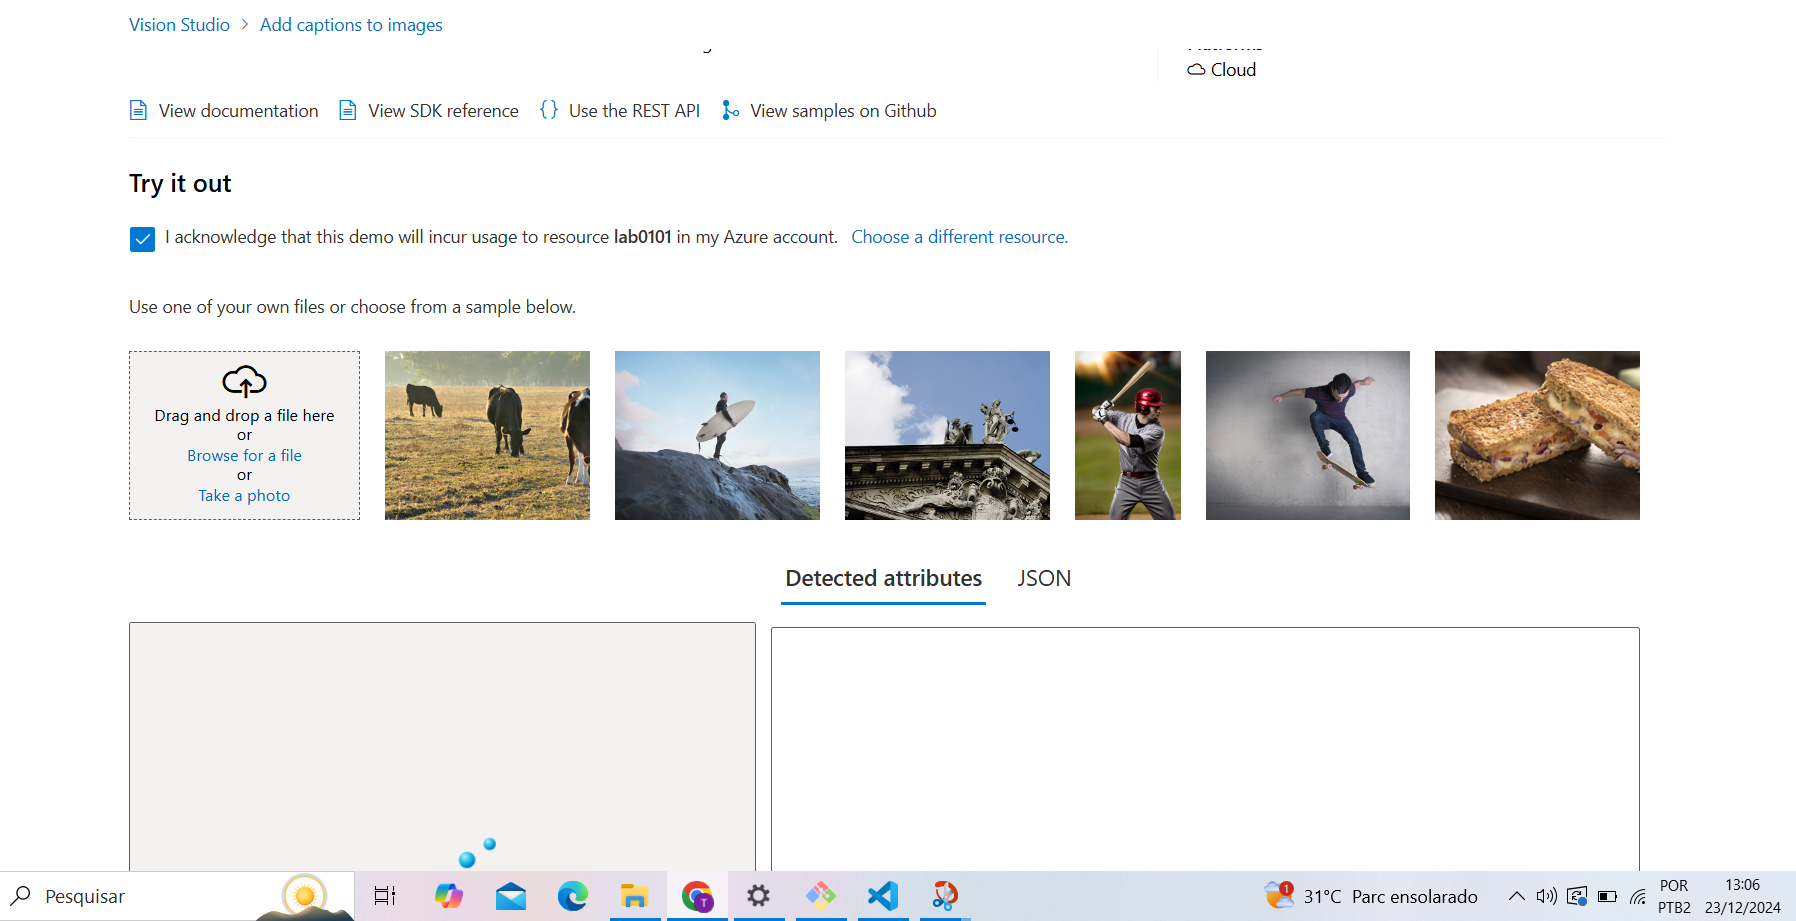 Vision Studio > Add captions to images
Cloud
View documentation View SDK reference {} Use the REST API View samples on Github
Try it out
I acknowledge that this demo will incur usage to resource lab0101 in my Azure account. Choose a different resource.
Use one of your own files or choose from a sample below.
Drag and drop a file here
or
Browse for a file
or
Take a photo
Detected attributes JSON
Pesquisar
T
1
31°C Parc ensolarado
POR
PTB2
13:06
23/12/2024